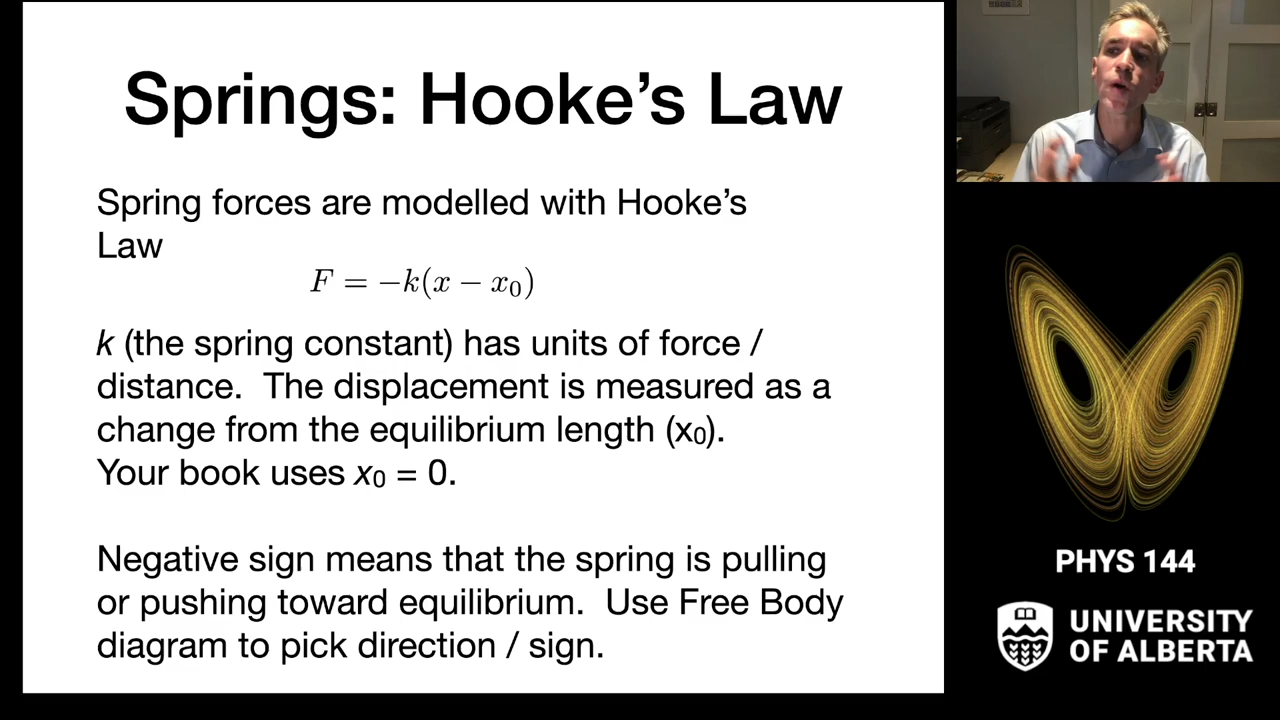 Springs: Hooke’s Law
Spring forces are modelled with Hooke’s
Law
F = −k(x − x₀)
k (the spring constant) has units of force /
distance.  The displacement is measured as a
change from the equilibrium length (x₀).
Your book uses x₀ = 0.
Negative sign means that the spring is pulling
or pushing toward equilibrium.  Use Free Body
diagram to pick direction / sign.
PHYS 144
UNIVERSITY
OF ALBERTA